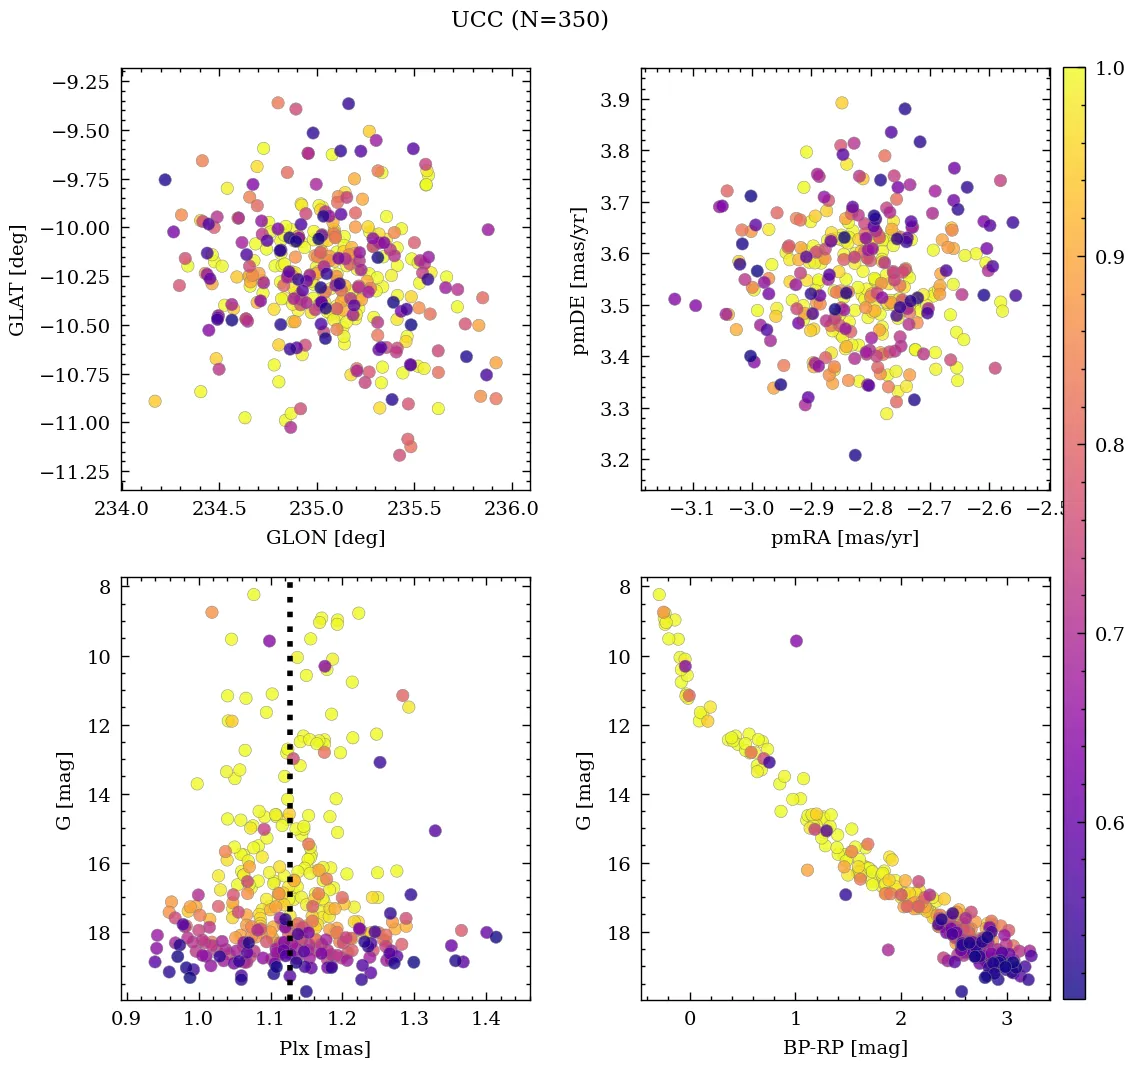 UCC (N=350)
−9.25
−9.50
−9.75
−10.00
−10.25
−10.50
−10.75
−11.00
−11.25
GLAT [deg]
234.0 234.5 235.0 235.5 236.0
GLON [deg]
3.9
3.8
3.7
3.6
3.5
3.4
3.3
3.2
pmDE [mas/yr]
−3.1 −3.0 −2.9 −2.8 −2.7 −2.6 −2.5
pmRA [mas/yr]
1.0
0.9
0.8
0.7
0.6
8
10
12
14
16
18
G [mag]
0.9 1.0 1.1 1.2 1.3 1.4
Plx [mas]
8
10
12
14
16
18
G [mag]
0 1 2 3
BP-RP [mag]